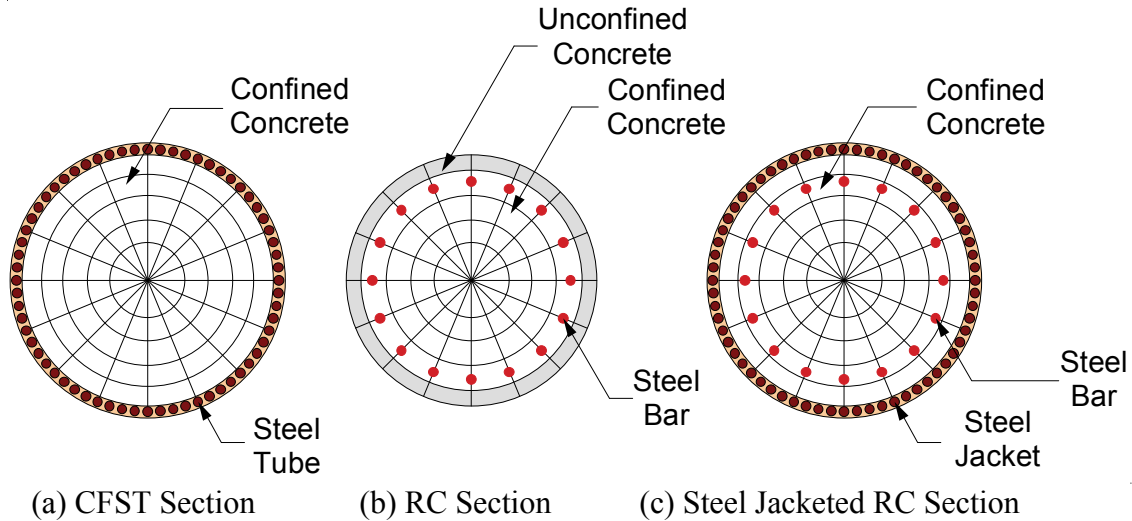 Unconfined
Concrete
Confined
Concrete
Confined
Concrete
Confined
Concrete
Steel
Tube
Steel
Bar
Steel
Jacket
Steel
Bar
(a) CFST Section
(b) RC Section
(c) Steel Jacketed RC Section